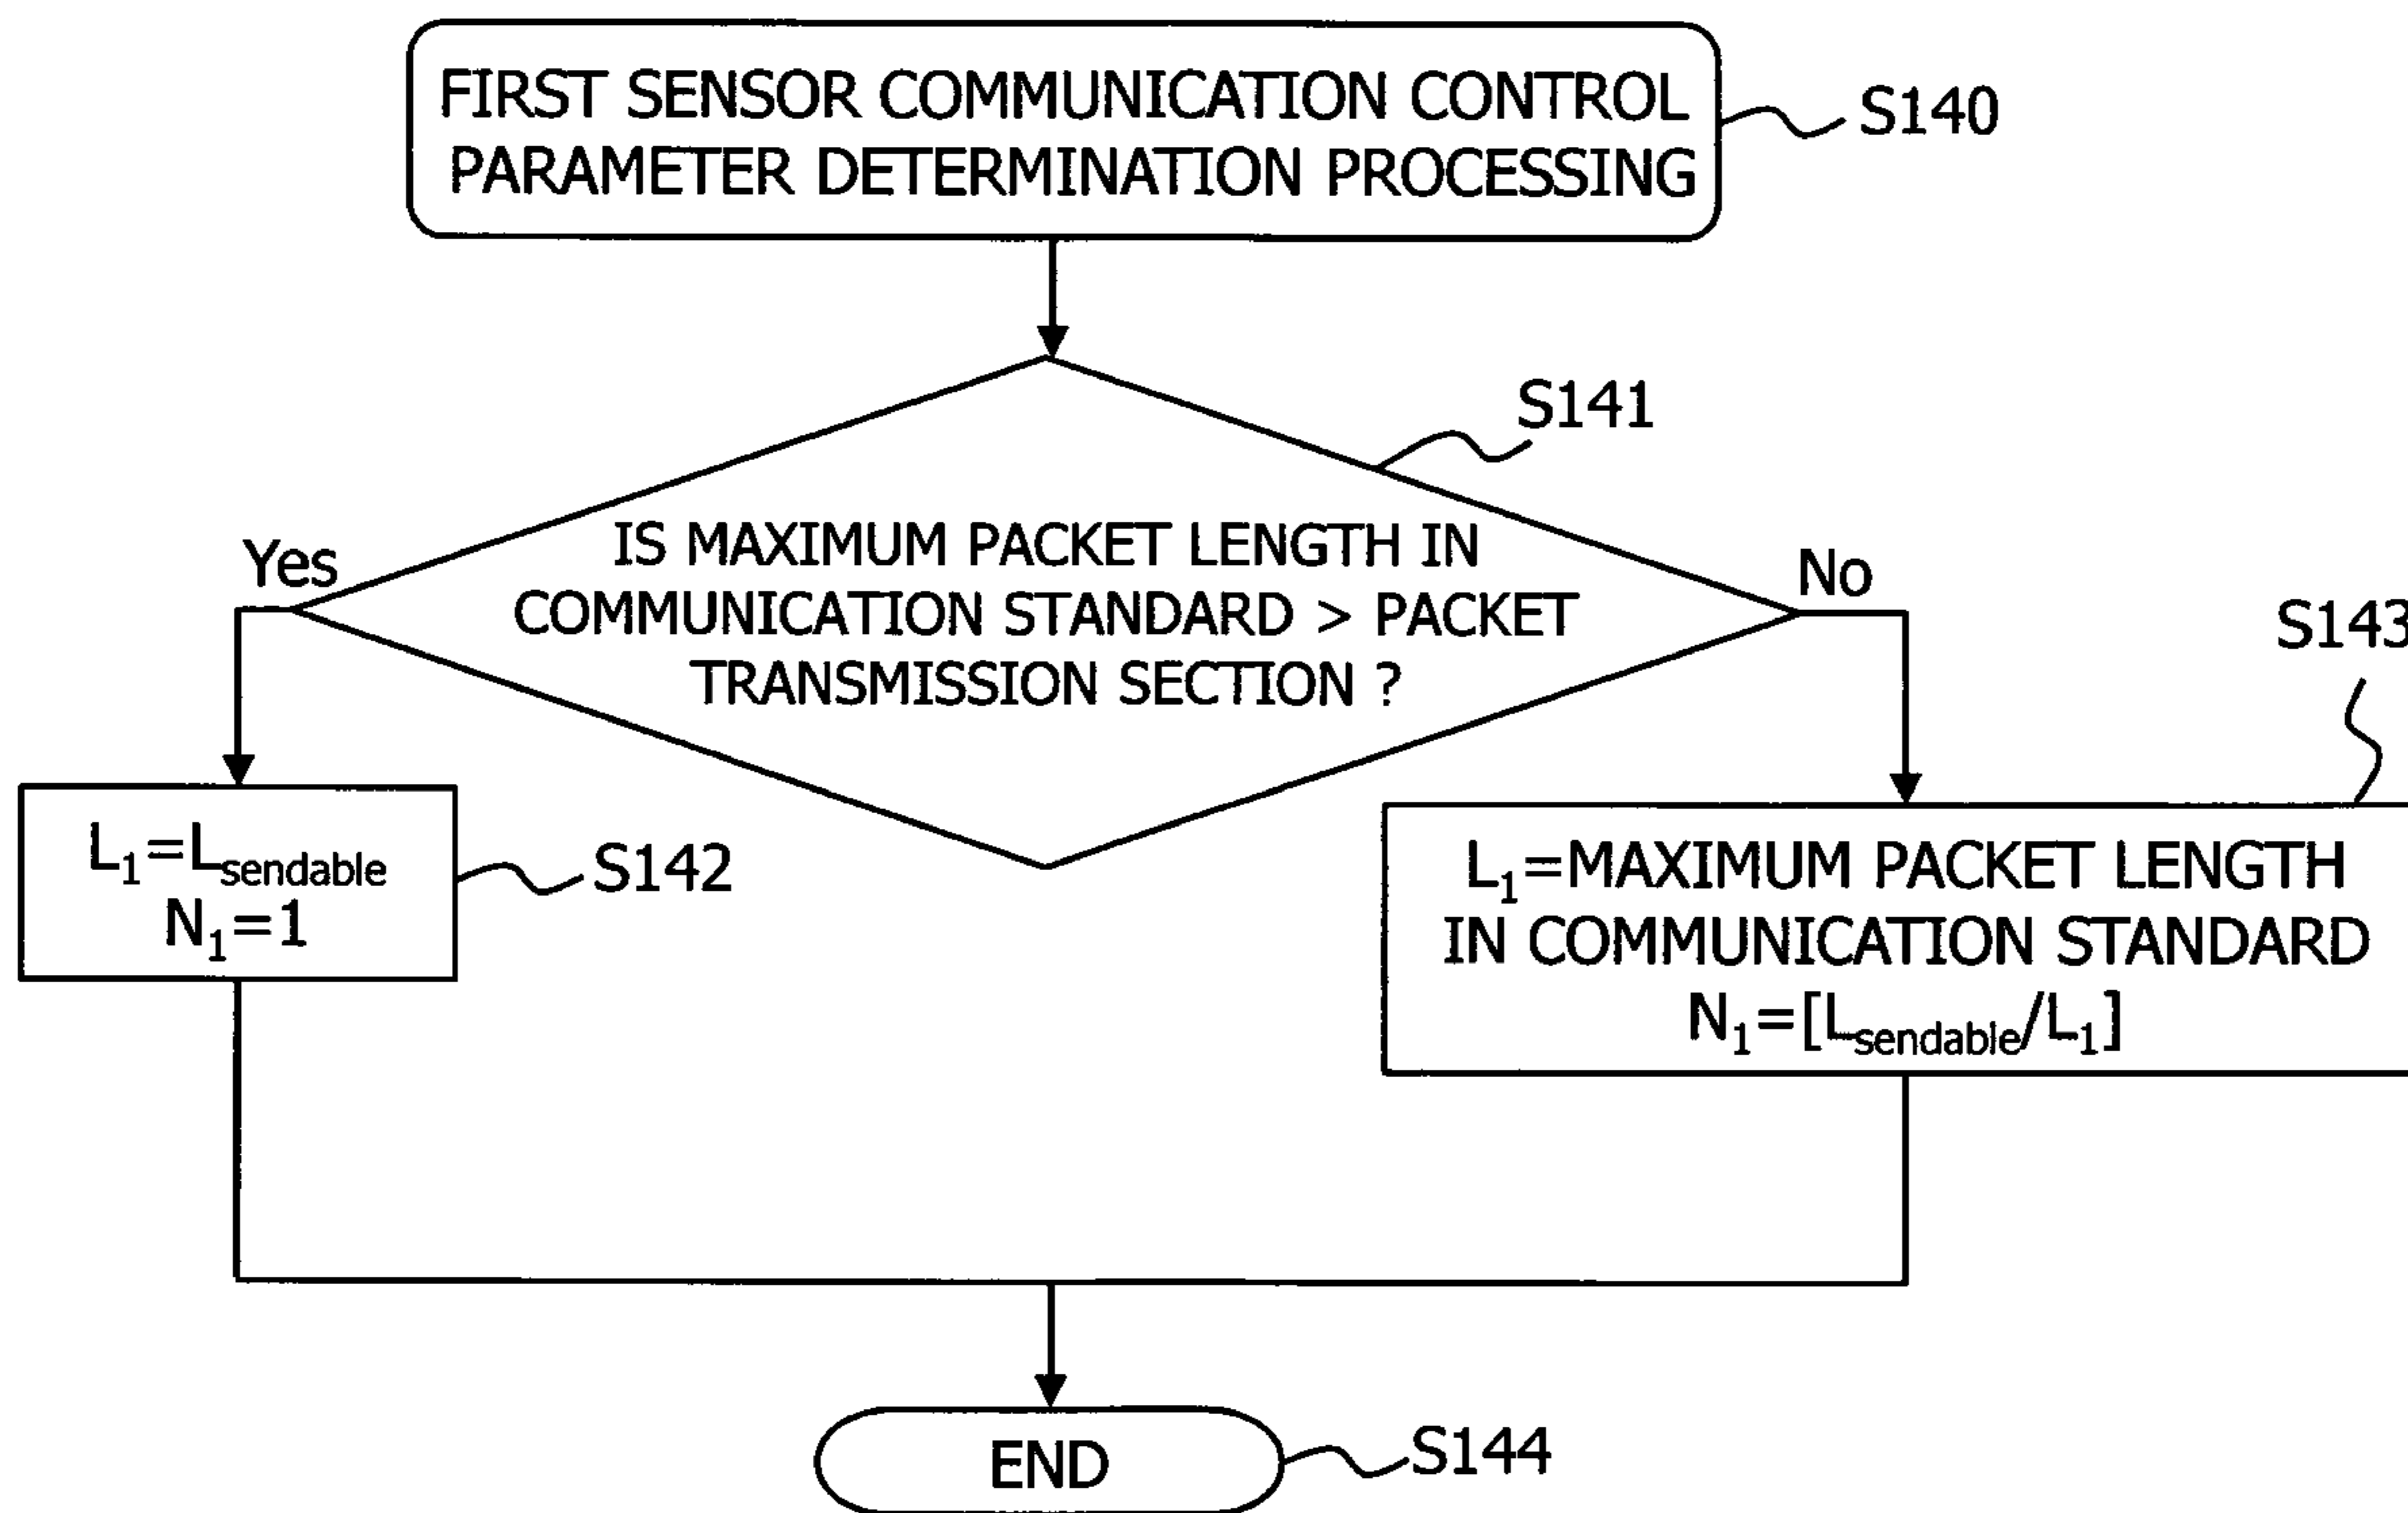 FIRST SENSOR COMMUNICATION CONTROL
PARAMETER DETERMINATION PROCESSING
S140
S141
IS MAXIMUM PACKET LENGTH IN
COMMUNICATION STANDARD > PACKET
TRANSMISSION SECTION ?
Yes
No
S143
L1=Lsendable
N1=1
S142
L1=MAXIMUM PACKET LENGTH
IN COMMUNICATION STANDARD
N1=[Lsendable/L1]
END
S144